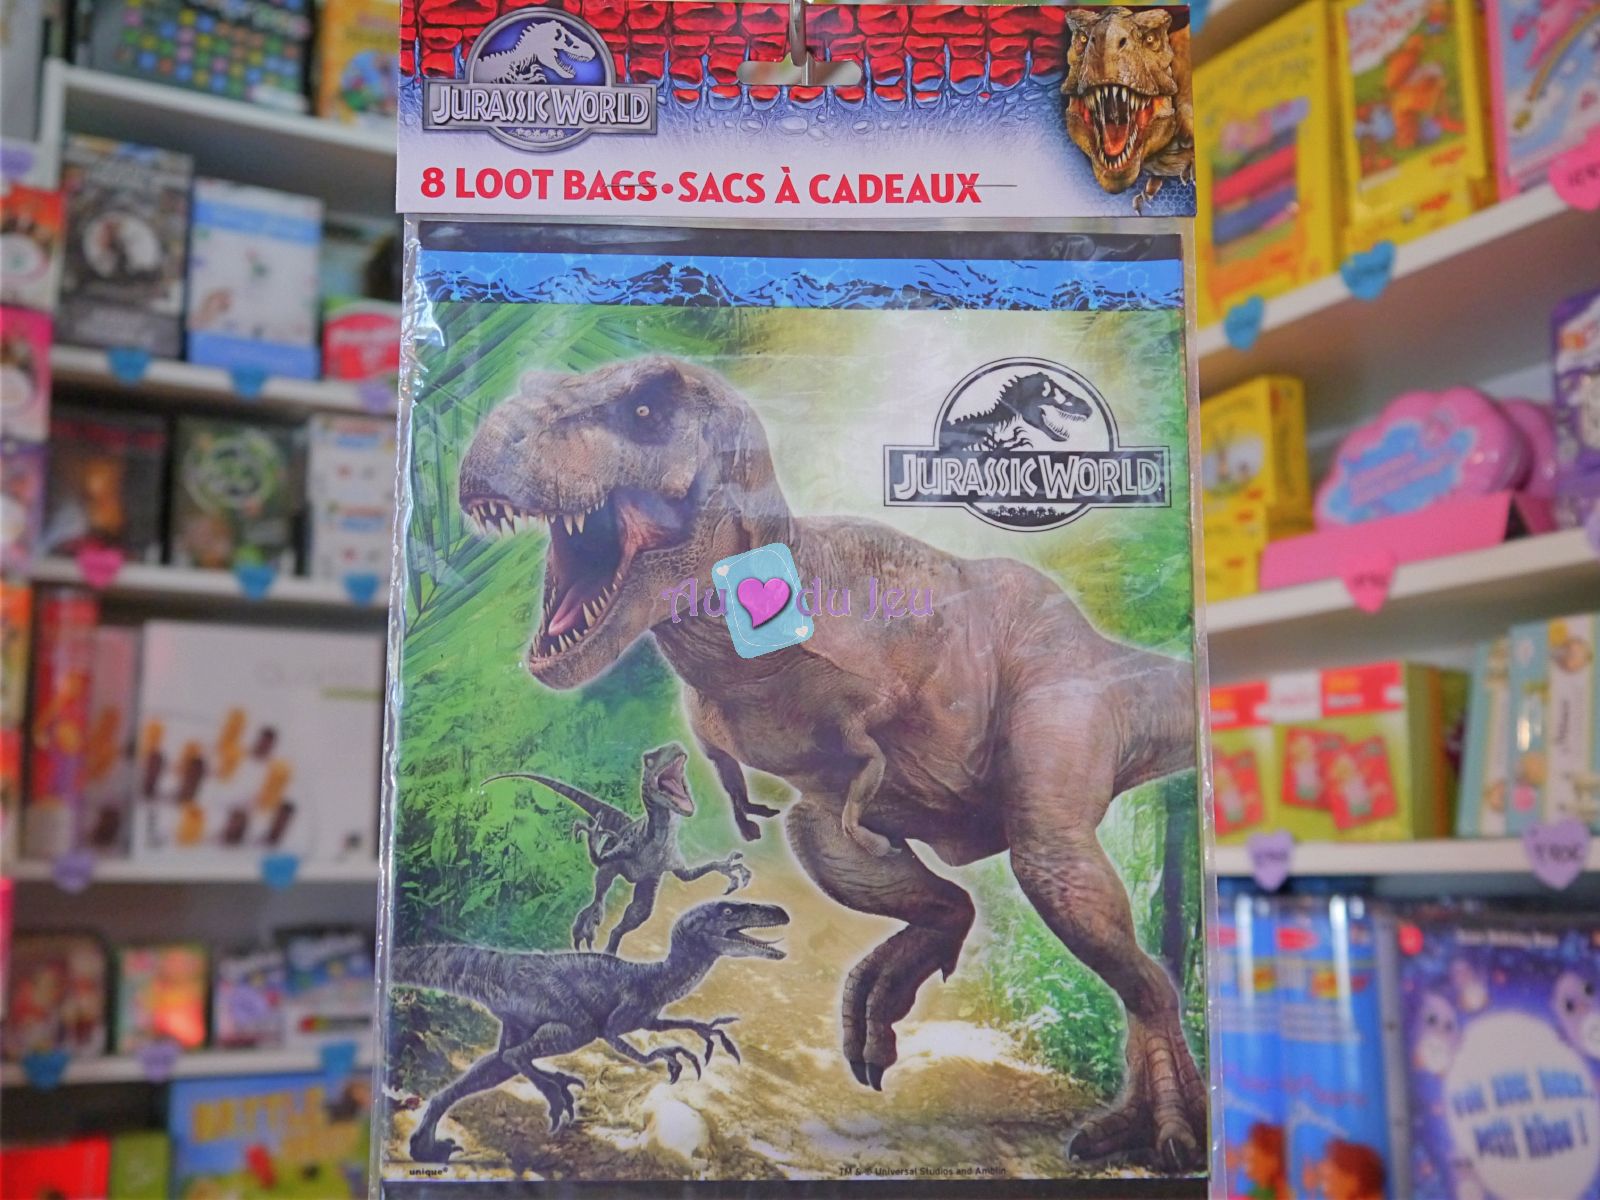 JURASSIC WORLD
8 LOOT BAGS • SACS À CADEAUX
JURASSIC WORLD
Au du Jeu
unique®
TM & © Universal Studios and Amblin